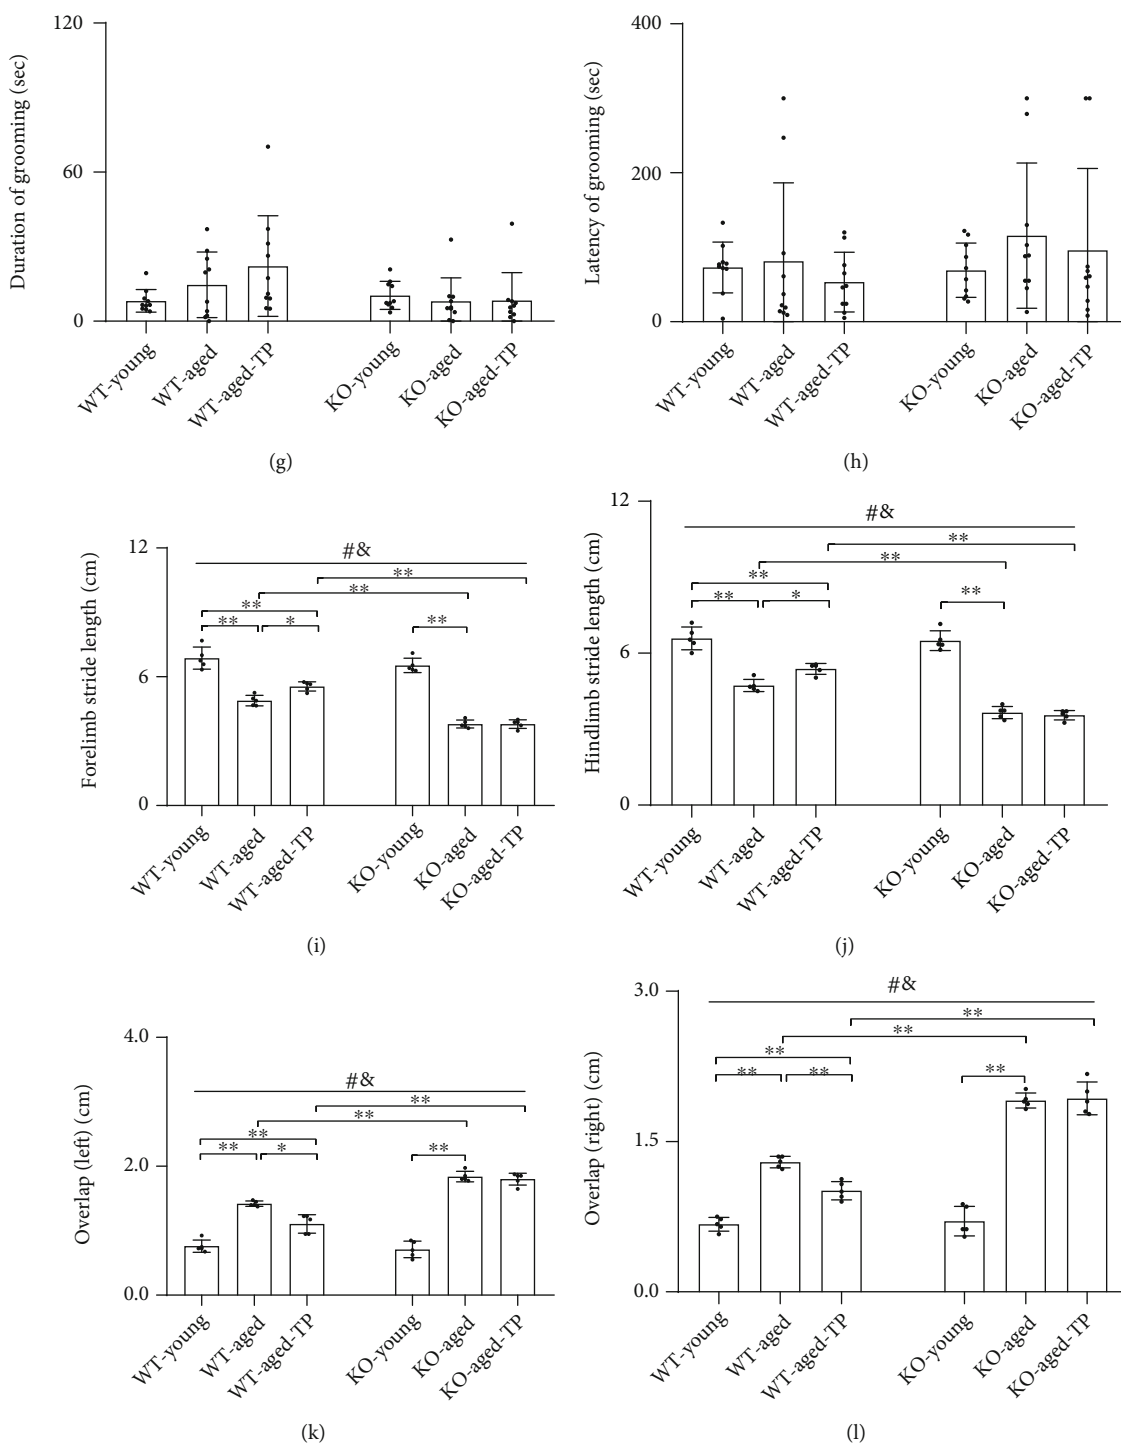 120
60
0
Duration of grooming (sec)
WT-young
WT-aged
WT-aged-TP
KO-young
KO-aged
KO-aged-TP
(g)
400
200
0
Latency of grooming (sec)
WT-young
WT-aged
WT-aged-TP
KO-young
KO-aged
KO-aged-TP
(h)
12
6
0
Forelimb stride length (cm)
#&
**
**
**
**
*
**
WT-young
WT-aged
WT-aged-TP
KO-young
KO-aged
KO-aged-TP
(i)
12
6
0
Hindlimb stride length (cm)
#&
**
**
**
**
*
**
WT-young
WT-aged
WT-aged-TP
KO-young
KO-aged
KO-aged-TP
(j)
4.0
2.0
0.0
Overlap (left) (cm)
#&
**
**
**
**
*
**
WT-young
WT-aged
WT-aged-TP
KO-young
KO-aged
KO-aged-TP
(k)
3.0
1.5
0.0
Overlap (right) (cm)
#&
**
**
**
**
**
**
WT-young
WT-aged
WT-aged-TP
KO-young
KO-aged
KO-aged-TP
(l)